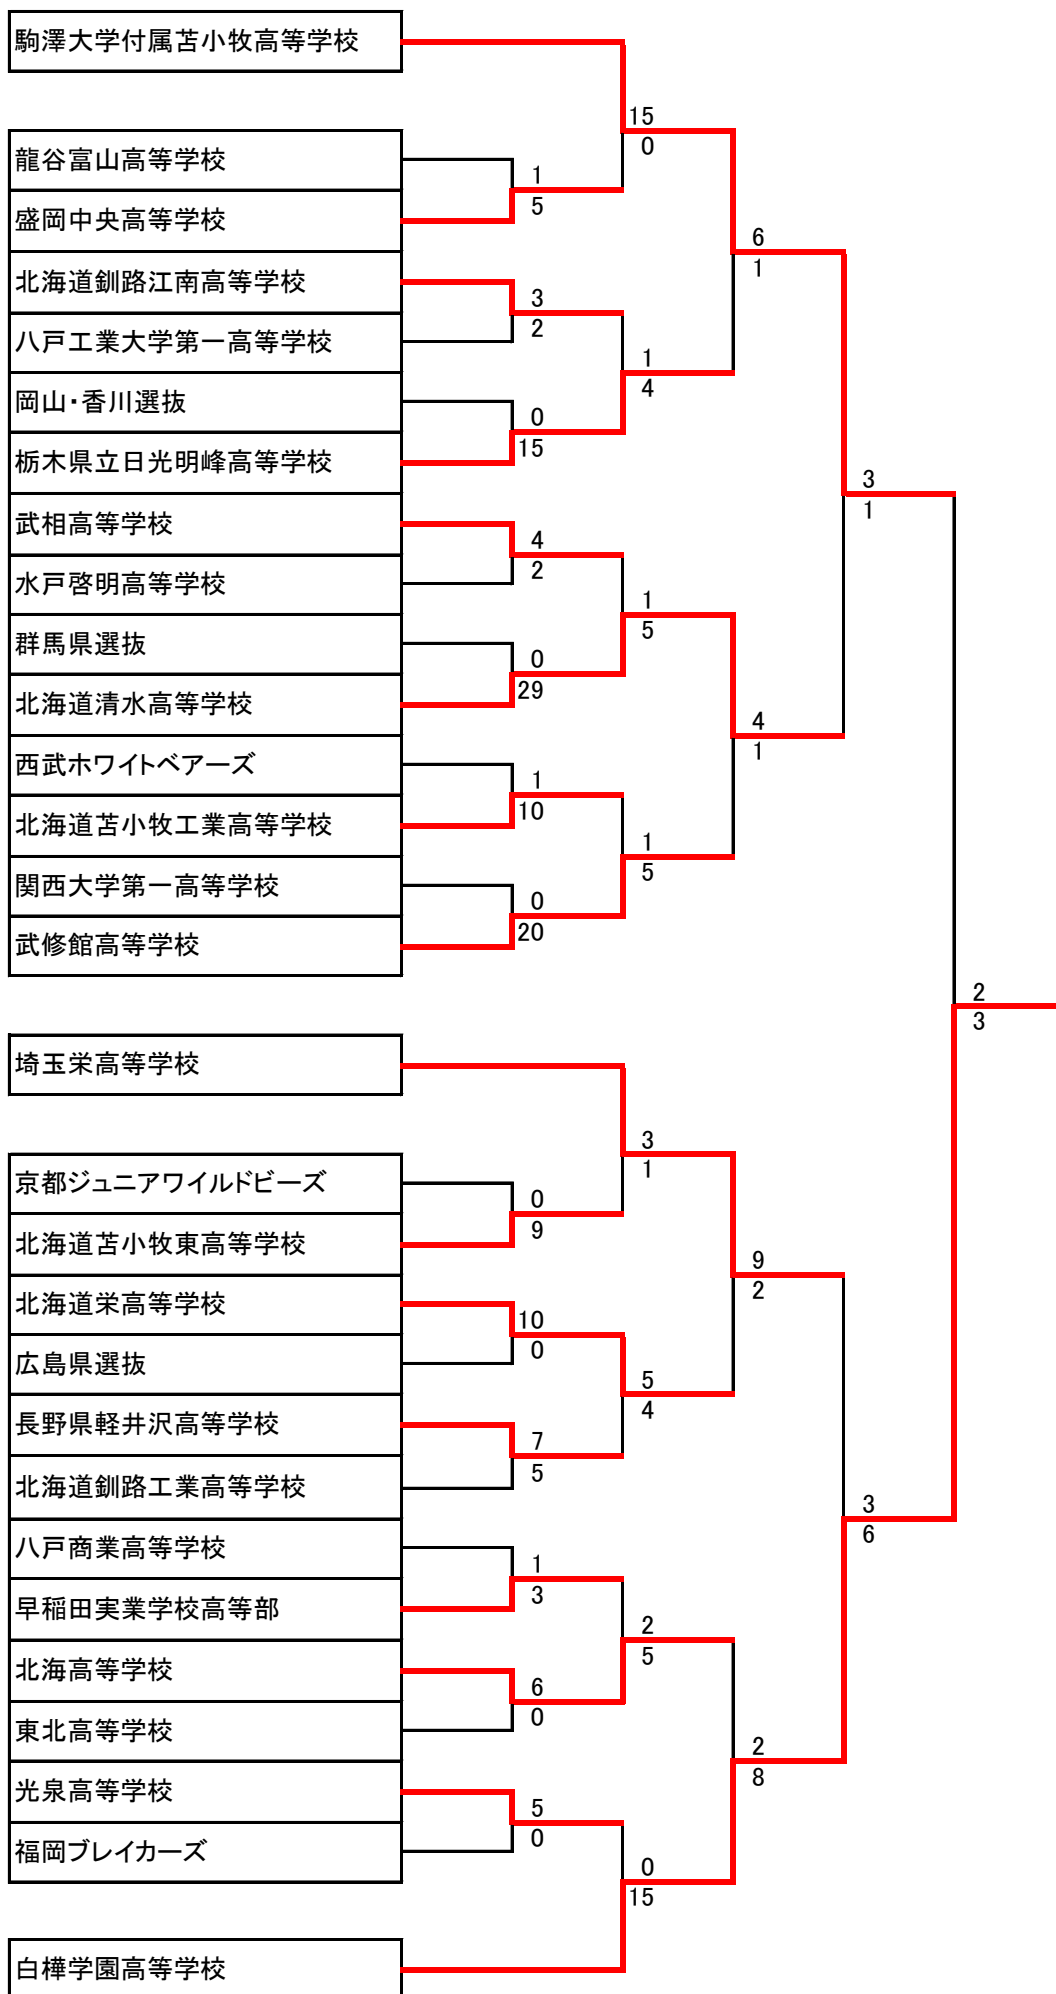 駒澤大学付属苫小牧高等学校
15
0
龍谷富山高等学校
1
5
盛岡中央高等学校
6
1
北海道釧路江南高等学校
3
2
八戸工業大学第一高等学校
1
4
岡山・香川選抜
0
15
栃木県立日光明峰高等学校
3
1
武相高等学校
4
2
水戸啓明高等学校
1
5
群馬県選抜
0
29
北海道清水高等学校
4
1
西武ホワイトベアーズ
1
10
北海道苫小牧工業高等学校
1
5
関西大学第一高等学校
0
20
武修館高等学校
2
3
埼玉栄高等学校
3
1
京都ジュニアワイルドビーズ
0
9
北海道苫小牧東高等学校
9
2
北海道栄高等学校
10
0
広島県選抜
5
4
長野県軽井沢高等学校
7
5
北海道釧路工業高等学校
3
6
八戸商業高等学校
1
3
早稲田実業学校高等部
2
5
北海高等学校
6
0
東北高等学校
2
8
光泉高等学校
5
0
福岡ブレイカーズ
0
15
白樺学園高等学校